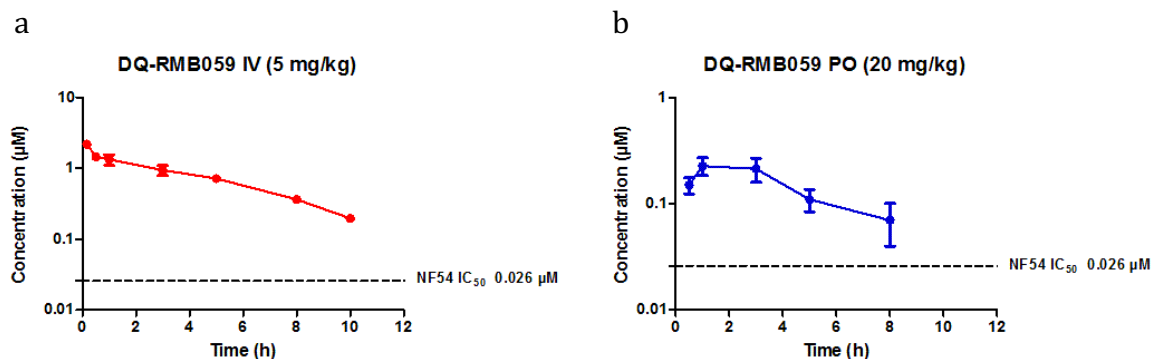 a
DQ-RMB059 IV (5 mg/kg)
Concentration (µM)
10
1
0.1
0.01
NF54 IC50 0.026 µM
0 2 4 6 8 10 12
Time (h)
b
DQ-RMB059 PO (20 mg/kg)
Concentration (µM)
1
0.1
0.01
NF54 IC50 0.026 µM
0 2 4 6 8 10 12
Time (h)